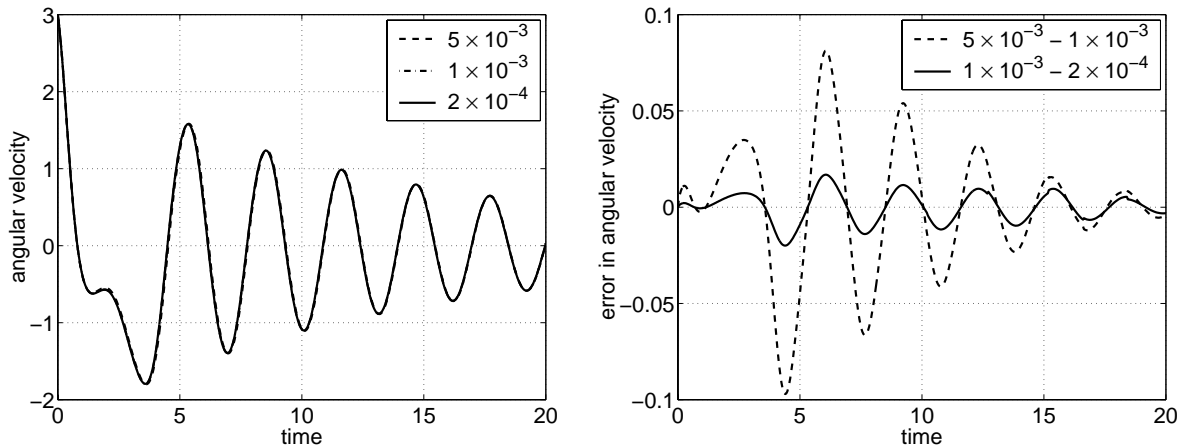 3
2
1
0
−1
−2
0
5
10
15
20
time
angular velocity
5 × 10⁻³
1 × 10⁻³
2 × 10⁻⁴
0.1
0.05
0
−0.05
−0.1
0
5
10
15
20
time
error in angular velocity
5 × 10⁻³ − 1 × 10⁻³
1 × 10⁻³ − 2 × 10⁻⁴